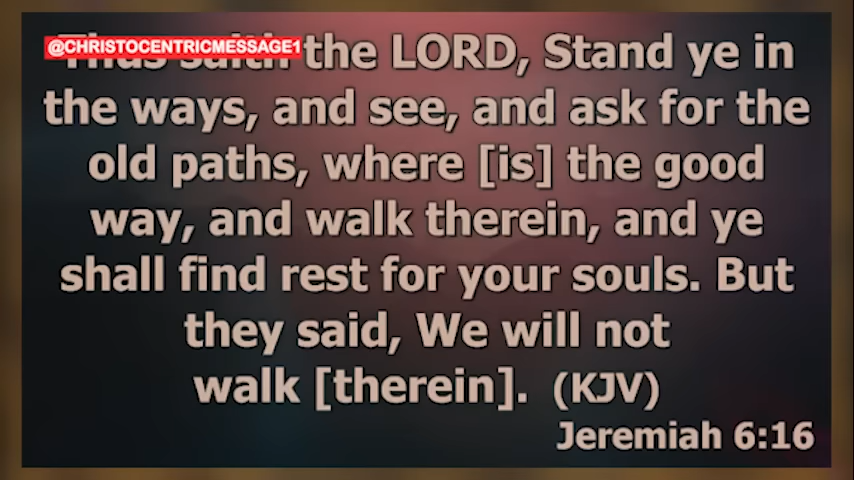 @CHRISTOCENTRICMESSAGE1
Thus saith the LORD, Stand ye in
the ways, and see, and ask for the
old paths, where [is] the good
way, and walk therein, and ye
shall find rest for your souls. But
they said, We will not
walk [therein]. (KJV)
Jeremiah 6:16